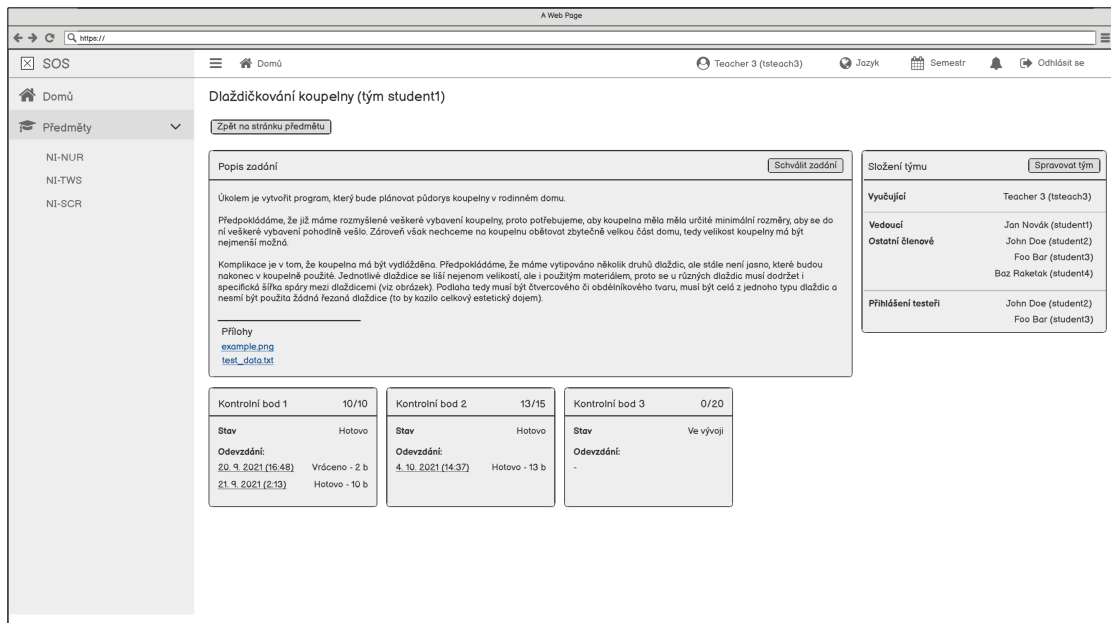 A Web Page
https://
SOS
Domů
Teacher 3 (tsteach3)
Jazyk
Semestr
Odhlásit se
Domů
Předměty
NI-NUR
NI-TWS
NI-SCR
Dlaždičkování koupelny (tým student1)
Zpět na stránku předmětu
Popis zadání
Schválit zadání
Úkolem je vytvořit program, který bude plánovat půdorys koupelny v rodinném domu.
Předpokládáme, že již máme rozmyšlené veškeré vybavení koupelny, proto potřebujeme, aby koupelna měla měla určité minimální rozměry, aby se do
ní veškeré vybavení pohodlně vešlo. Zároveň však nechceme na koupelnu obětovat zbytečně velkou část domu, tedy velikost koupelny má být
nejmenší možná.
Komplikace je v tom, že koupelna má být vydlážděna. Předpokládáme, že máme vytipováno několik druhů dlaždic, ale stále není jasno, které budou
nakonec v koupelně použité. Jednotlivé dlaždice se liší nejenom velikostí, ale i použitým materiálem, proto se u různých dlaždic musí dodržet i
specifická šířka spáry mezi dlaždicemi (viz obrázek). Podlaha tedy musí být čtvercového či obdélníkového tvaru, musí být celá z jednoho typu dlaždic a
nesmí být použita žádná řezaná dlaždice (to by kazilo celkový estetický dojem).
Přílohy
example.png
test_data.txt
Složení týmu
Spravovat tým
Vyučující Teacher 3 (tsteach3)
Vedoucí Jan Novák (student1)
Ostatní členové John Doe (student2)
Foo Bar (student3)
Baz Raketak (student4)
Přihlášení testeři John Doe (student2)
Foo Bar (student3)
Kontrolní bod 1 10/10
Stav Hotovo
Odevzdání:
20. 9. 2021 (16:48) Vráceno - 2 b
21. 9. 2021 (2:13) Hotovo - 10 b
Kontrolní bod 2 13/15
Stav Hotovo
Odevzdání:
4. 10. 2021 (14:37) Hotovo - 13 b
Kontrolní bod 3 0/20
Stav Ve vývoji
Odevzdání:
-